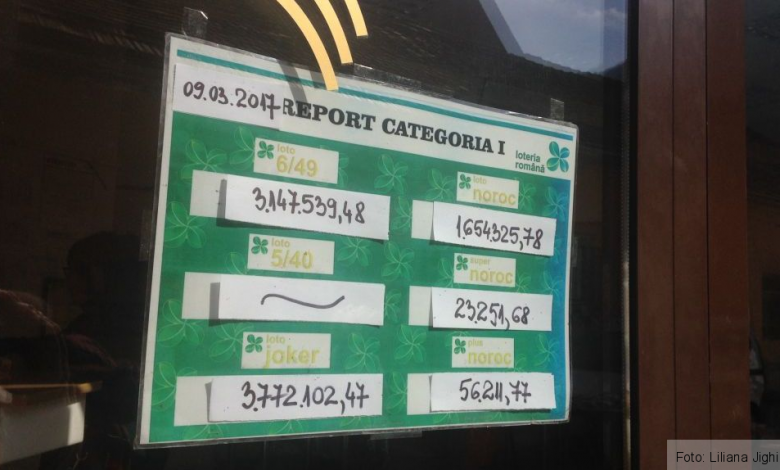 09.03.2017 REPORT CATEGORIA I
loteria
română
loto
6/49
3.147.539,48
loto
noroc
1.654.325,78
loto
5/40
super
noroc
23.251,68
loto
joker
3.772.102,47
plus
noroc
56.211,77
Foto: Liliana Jighi